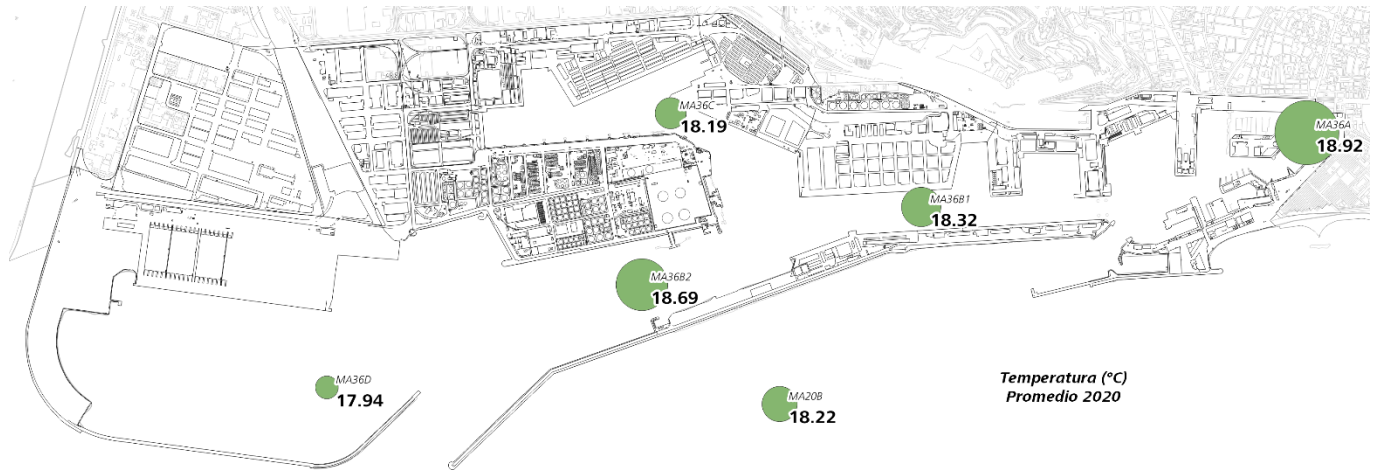 MA36C
18.19
MA36A
18.92
MA36B1
18.32
MA36B2
18.69
MA36D
17.94
MA20B
18.22
Temperatura (°C)
Promedio 2020